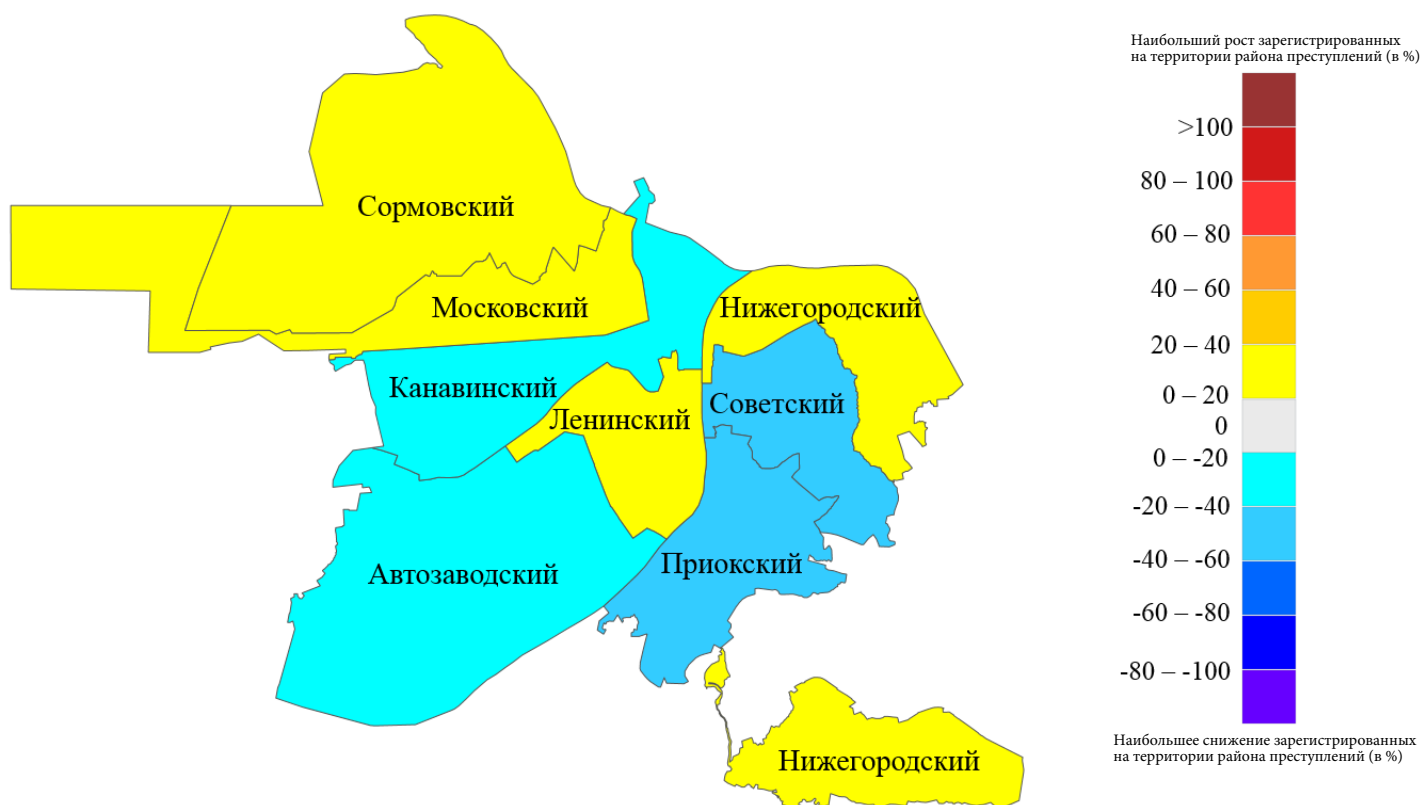 Наибольший рост зарегистрированных
на территории района преступлений (в %)
>100
80 – 100
60 – 80
40 – 60
20 – 40
0 – 20
0
0 – -20
-20 – -40
-40 – -60
-60 – -80
-80 – -100
Наибольшее снижение зарегистрированных
на территории района преступлений (в %)
Сормовский
Московский
Нижегородский
Канавинский
Ленинский
Советский
Автозаводский
Приокский
Нижегородский